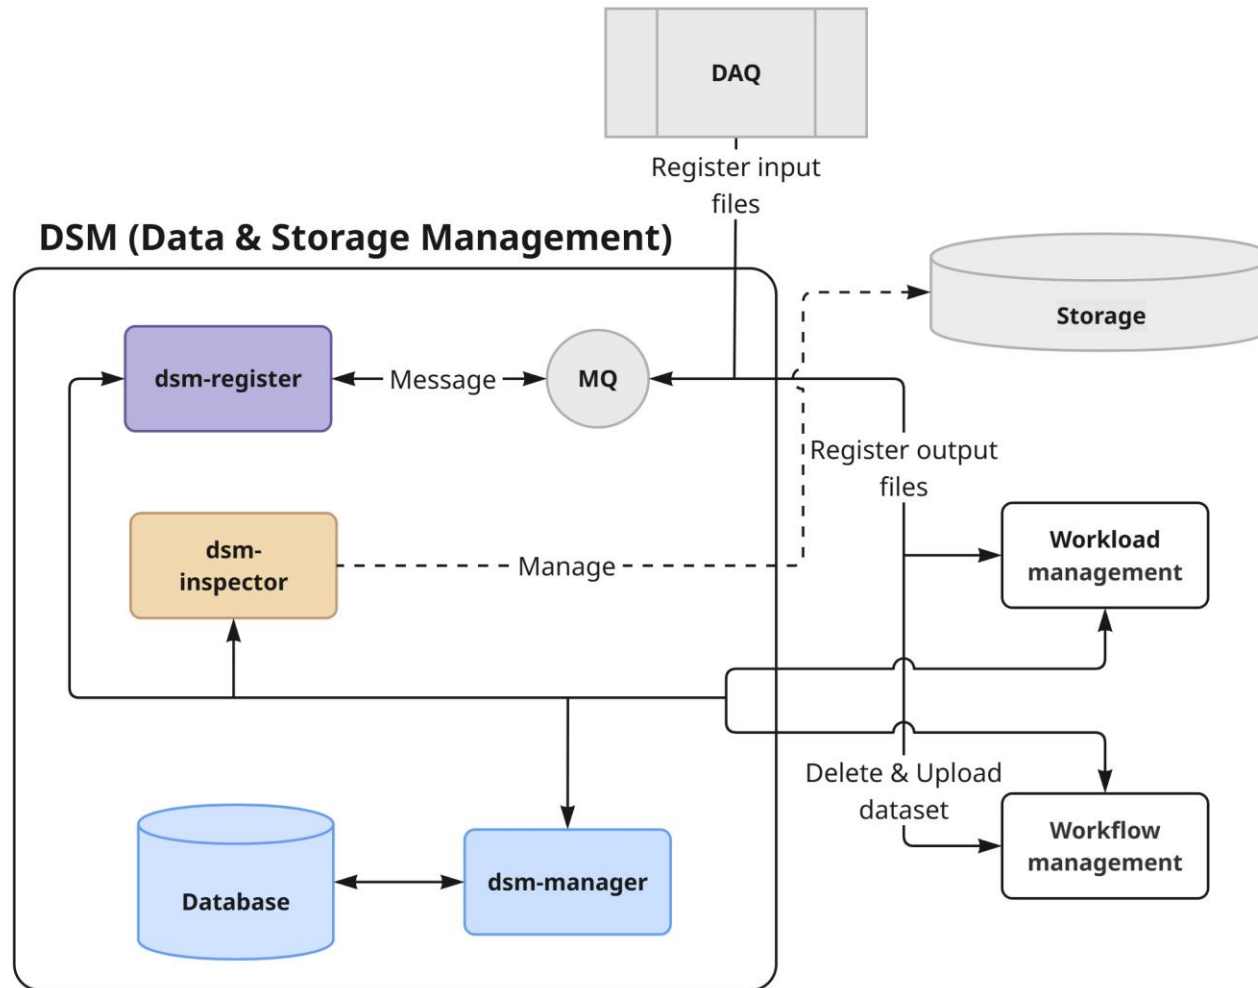 DAQ
Register input
files
DSM (Data & Storage Management)
Storage
dsm-register
Message
MQ
Register output
files
dsm-
inspector
Manage
Workload
management
Delete & Upload
dataset
Workflow
management
Database
dsm-manager